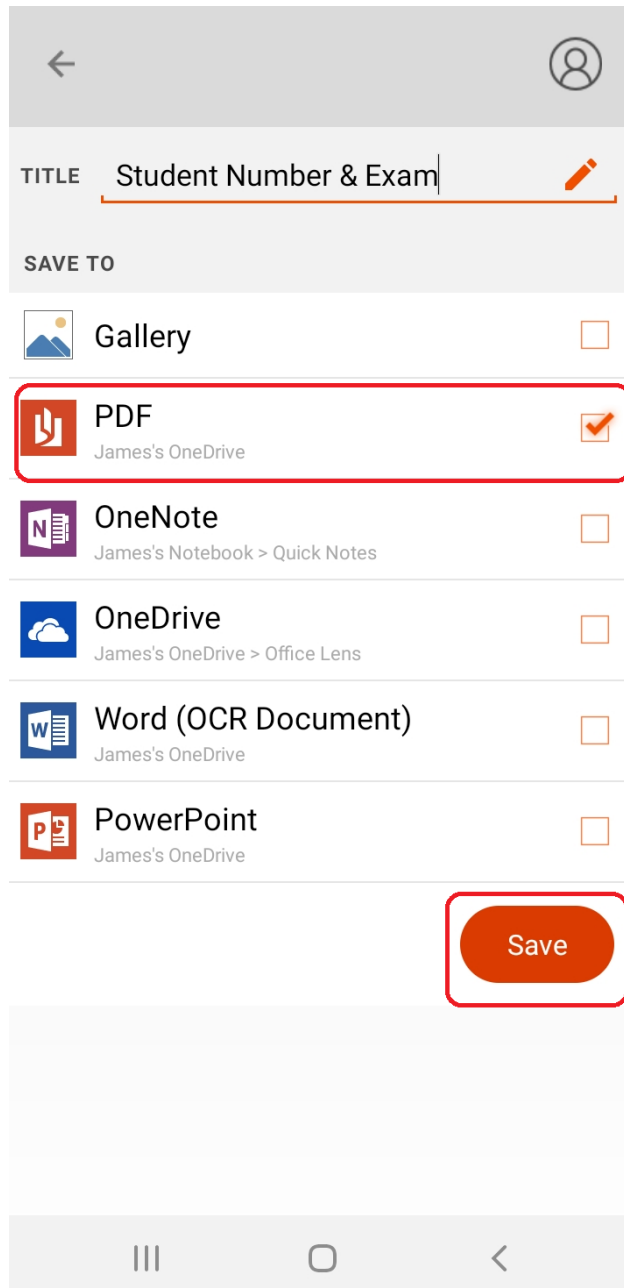 TITLE Student Number & Exam
SAVE TO
Gallery
PDF
James's OneDrive
OneNote
James's Notebook > Quick Notes
OneDrive
James's OneDrive > Office Lens
Word (OCR Document)
James's OneDrive
PowerPoint
James's OneDrive
Save